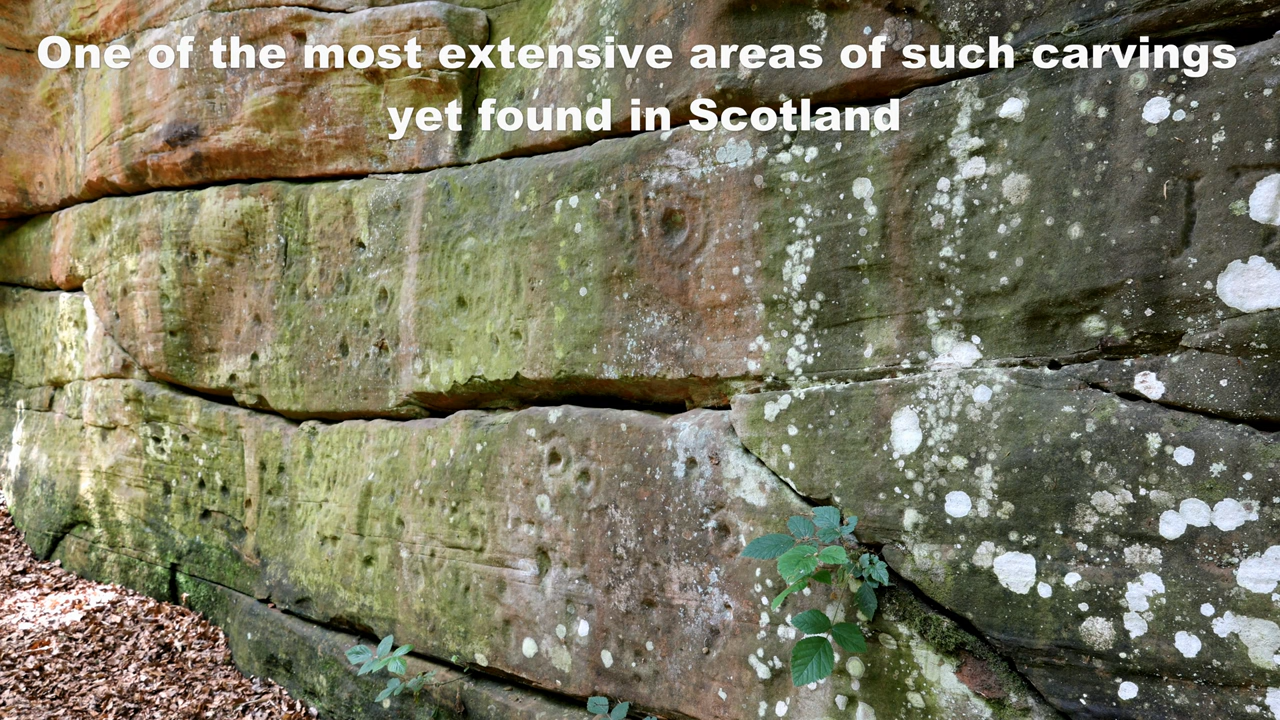 One of the most extensive areas of such carvings
yet found in Scotland